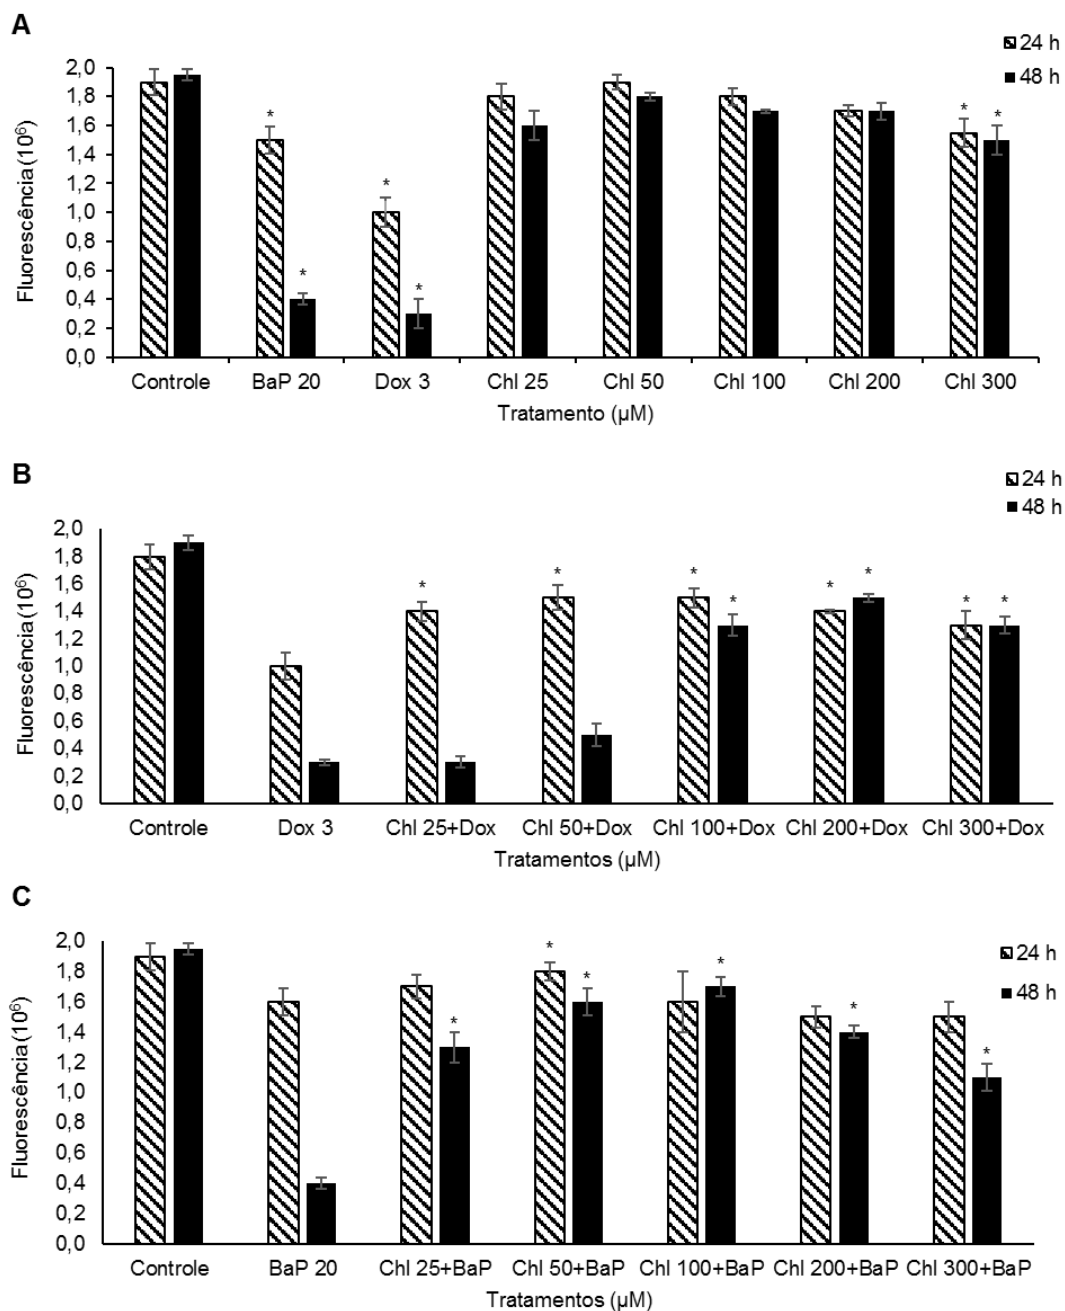 A
24 h
48 h
Fluorescência (10⁶)
2,0
1,8
1,6
1,4
1,2
1,0
0,8
0,6
0,4
0,2
0,0
* * * * * *
Controle BaP 20 Dox 3 Chl 25 Chl 50 Chl 100 Chl 200 Chl 300
Tratamento (µM)
B
24 h
48 h
Fluorescência (10⁶)
2,0
1,8
1,6
1,4
1,2
1,0
0,8
0,6
0,4
0,2
0,0
* * * * * * * *
Controle Dox 3 Chl 25+Dox Chl 50+Dox Chl 100+Dox Chl 200+Dox Chl 300+Dox
Tratamentos (µM)
C
24 h
48 h
Fluorescência (10⁶)
2,0
1,8
1,6
1,4
1,2
1,0
0,8
0,6
0,4
0,2
0,0
* * * * * *
Controle BaP 20 Chl 25+BaP Chl 50+BaP Chl 100+BaP Chl 200+BaP Chl 300+BaP
Tratamentos (µM)